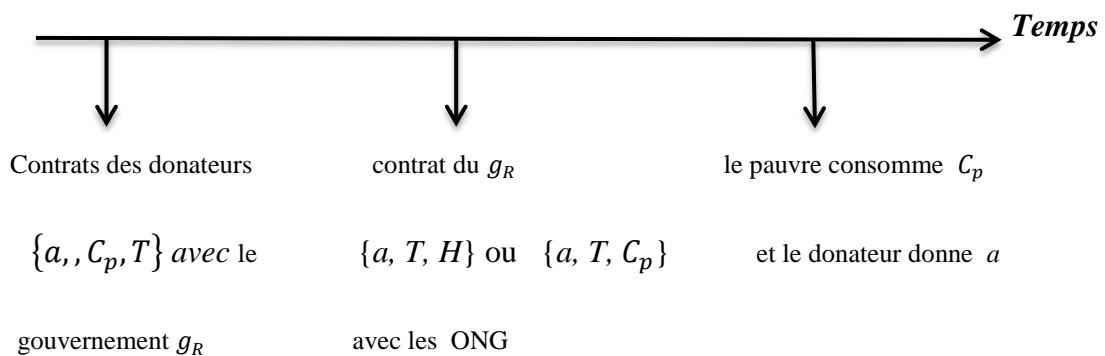 Temps
Contrats des donateurs
{a, , C_p, T} avec le
gouvernement g_R
contrat du g_R
{a, T, H} ou {a, T, C_p}
avec les ONG
le pauvre consomme C_p
et le donateur donne a